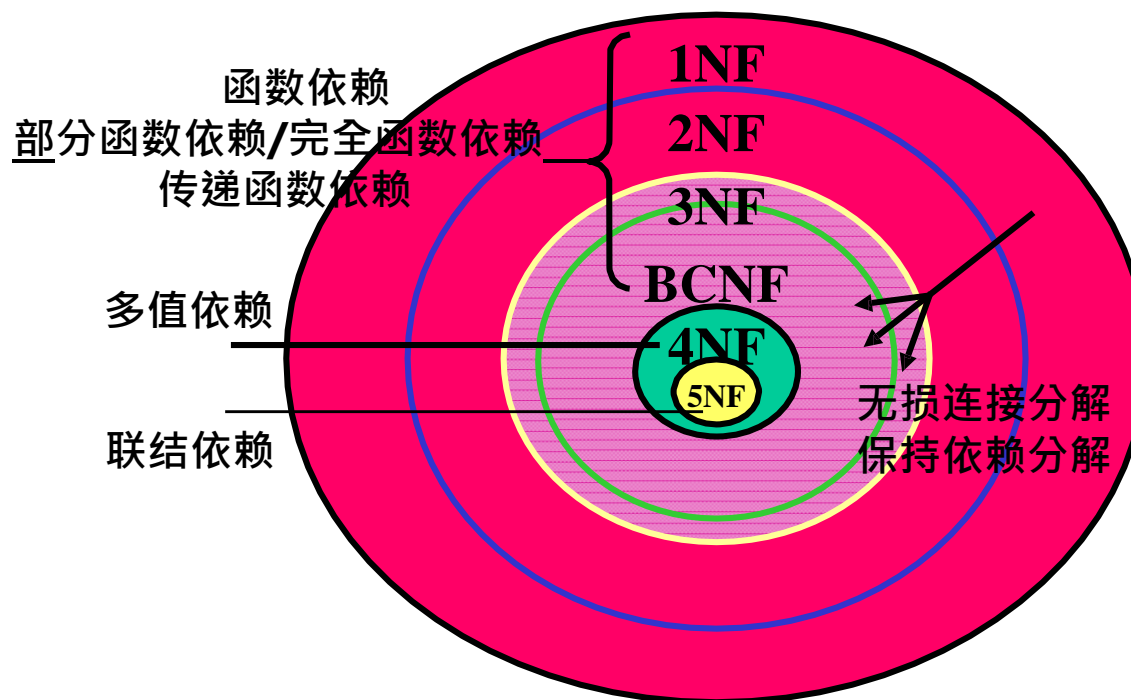 1NF
函数依赖
部分函数依赖/完全函数依赖
2NF
传递函数依赖
3NF
BCNF
多值依赖
4NF
5NF
无损连接分解
联结依赖
保持依赖分解